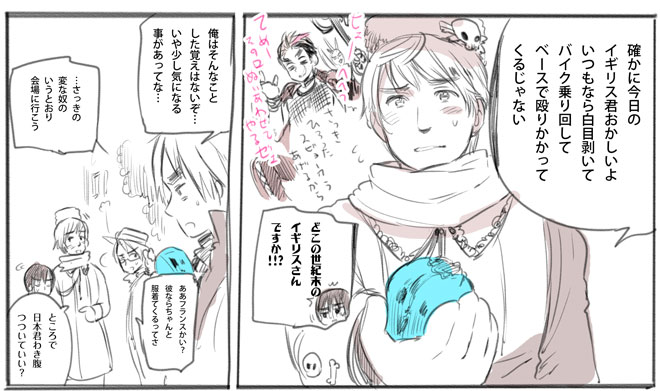 確かに今日の
イギリス君おかしいよ
いつもなら白目剥いて
バイク乗り回して
ベースで殴りかかって
くるじゃない
どこの世紀末の
イギリスさん
ですか!!?
俺はそんなこと
した覚えはないぞ…
いや少し気になる
事があってな…
…さっきの
変な奴の
いうとおり
会場に行こう
ああフランスかい?
彼ならちゃんと
服着てくるってさ
ところで
日本君わき腹
つついていい?